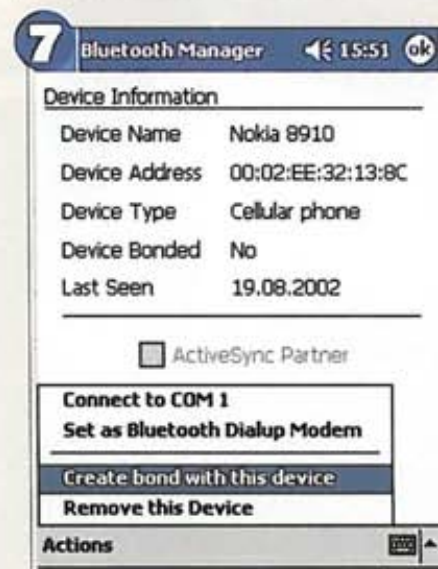 7
Bluetooth Manager 15:51 ok
Device Information
Device Name Nokia 8910
Device Address 00:02:EE:32:13:8C
Device Type Cellular phone
Device Bonded No
Last Seen 19.08.2002
ActiveSync Partner
Connect to COM 1
Set as Bluetooth Dialup Modem
Create bond with this device
Remove this Device
Actions